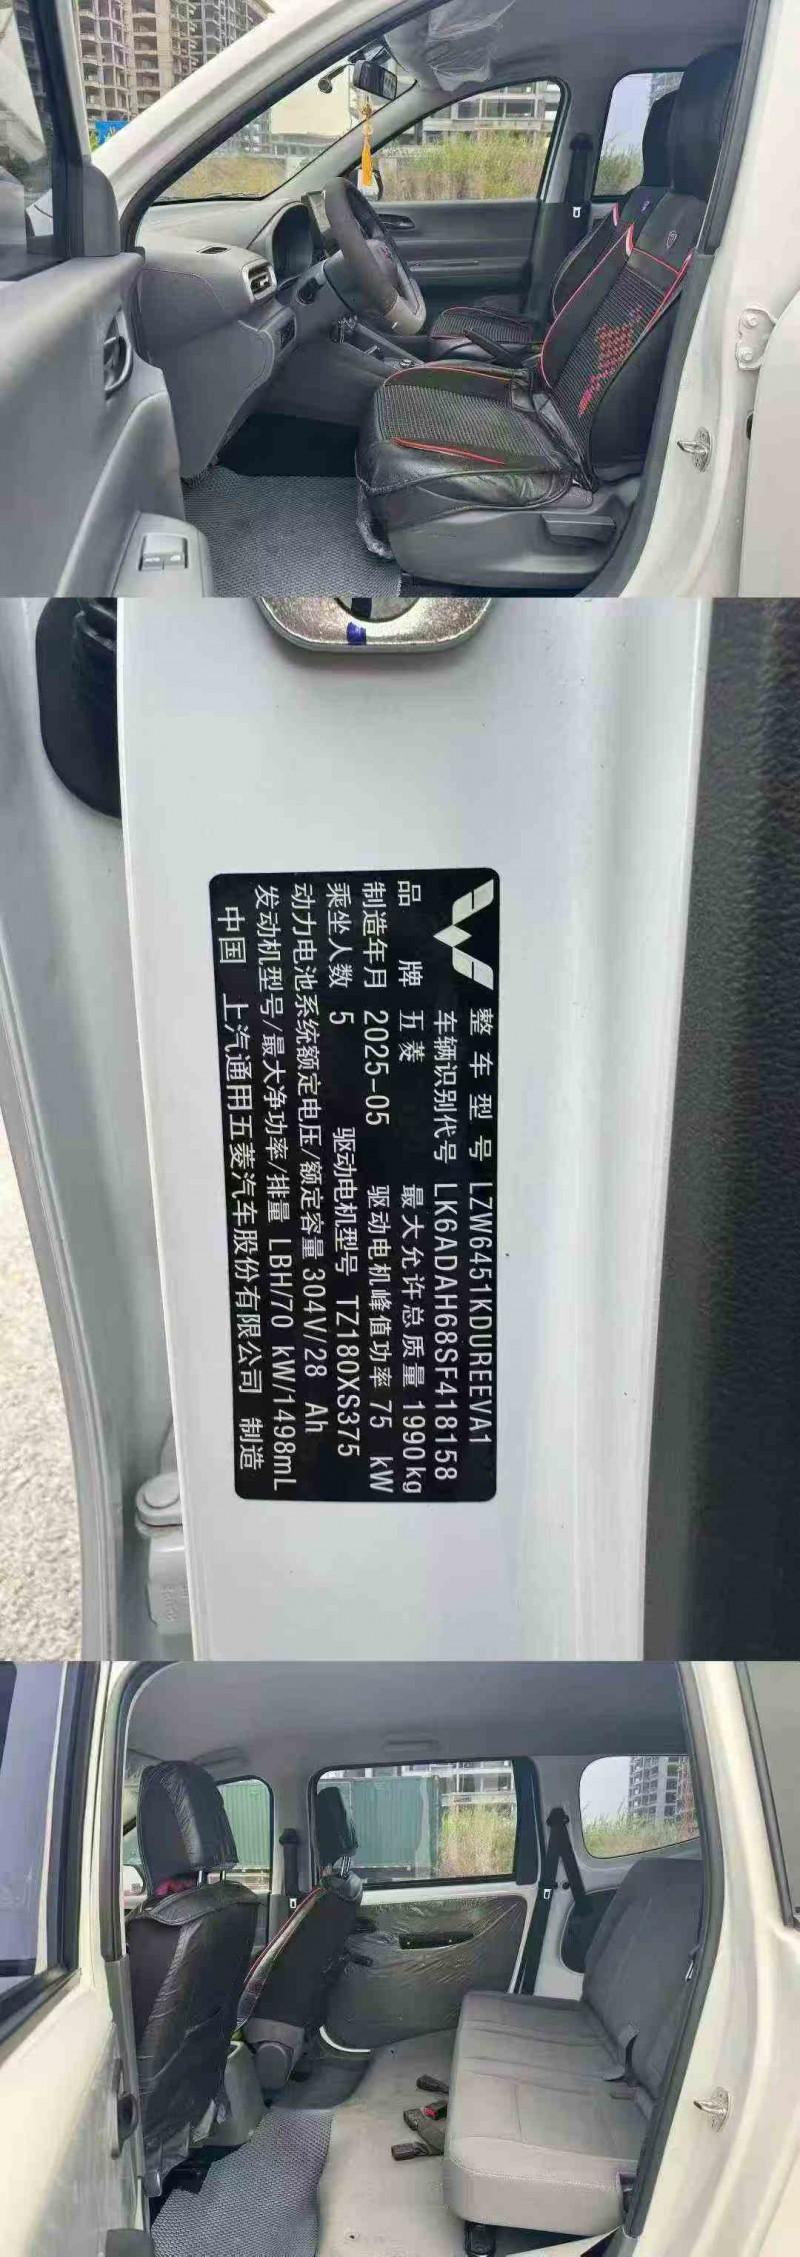 整车型号 LZW6451KDUREEVA1
车辆识别代号 LK6ADAH68SF418158
品牌 五菱 最大允许总质量 1990kg
制造年月 2025-05 驱动电机峰值功率 75 kW
乘坐人数 5 驱动电机型号 TZ180XS375
动力电池系统额定电压/额定容量 304V/28 Ah
发动机型号/最大净功率/排量 LBH/70 kW/1498mL
中国 上汽通用五菱汽车股份有限公司 制造